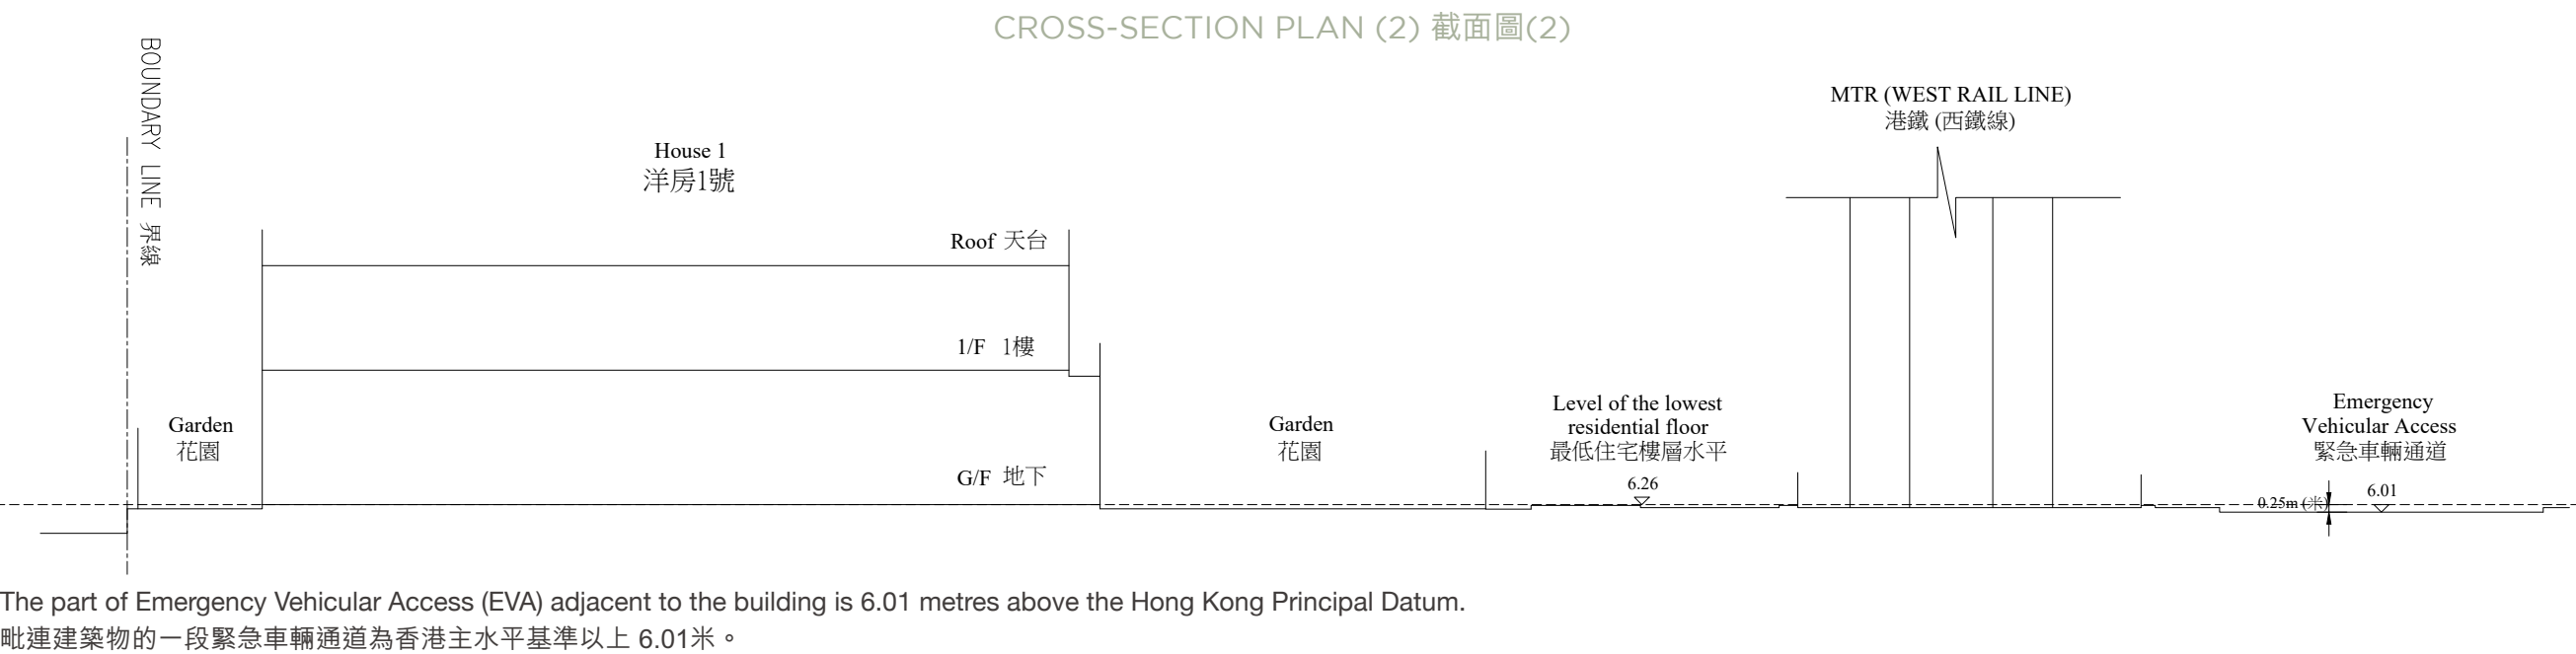 CROSS-SECTION PLAN (2) 截面圖(2)
BOUNDARY LINE 界線
House 1
洋房1號
MTR (WEST RAIL LINE)
港鐵 (西鐵線)
Roof 天台
1/F 1樓
G/F 地下
Garden
花園
Garden
花園
Level of the lowest
residential floor
最低住宅樓層水平
6.26
Emergency
Vehicular Access
緊急車輛通道
0.25m (米)
6.01
The part of Emergency Vehicular Access (EVA) adjacent to the building is 6.01 metres above the Hong Kong Principal Datum.
毗連建築物的一段緊急車輛通道為香港主水平基準以上 6.01米。